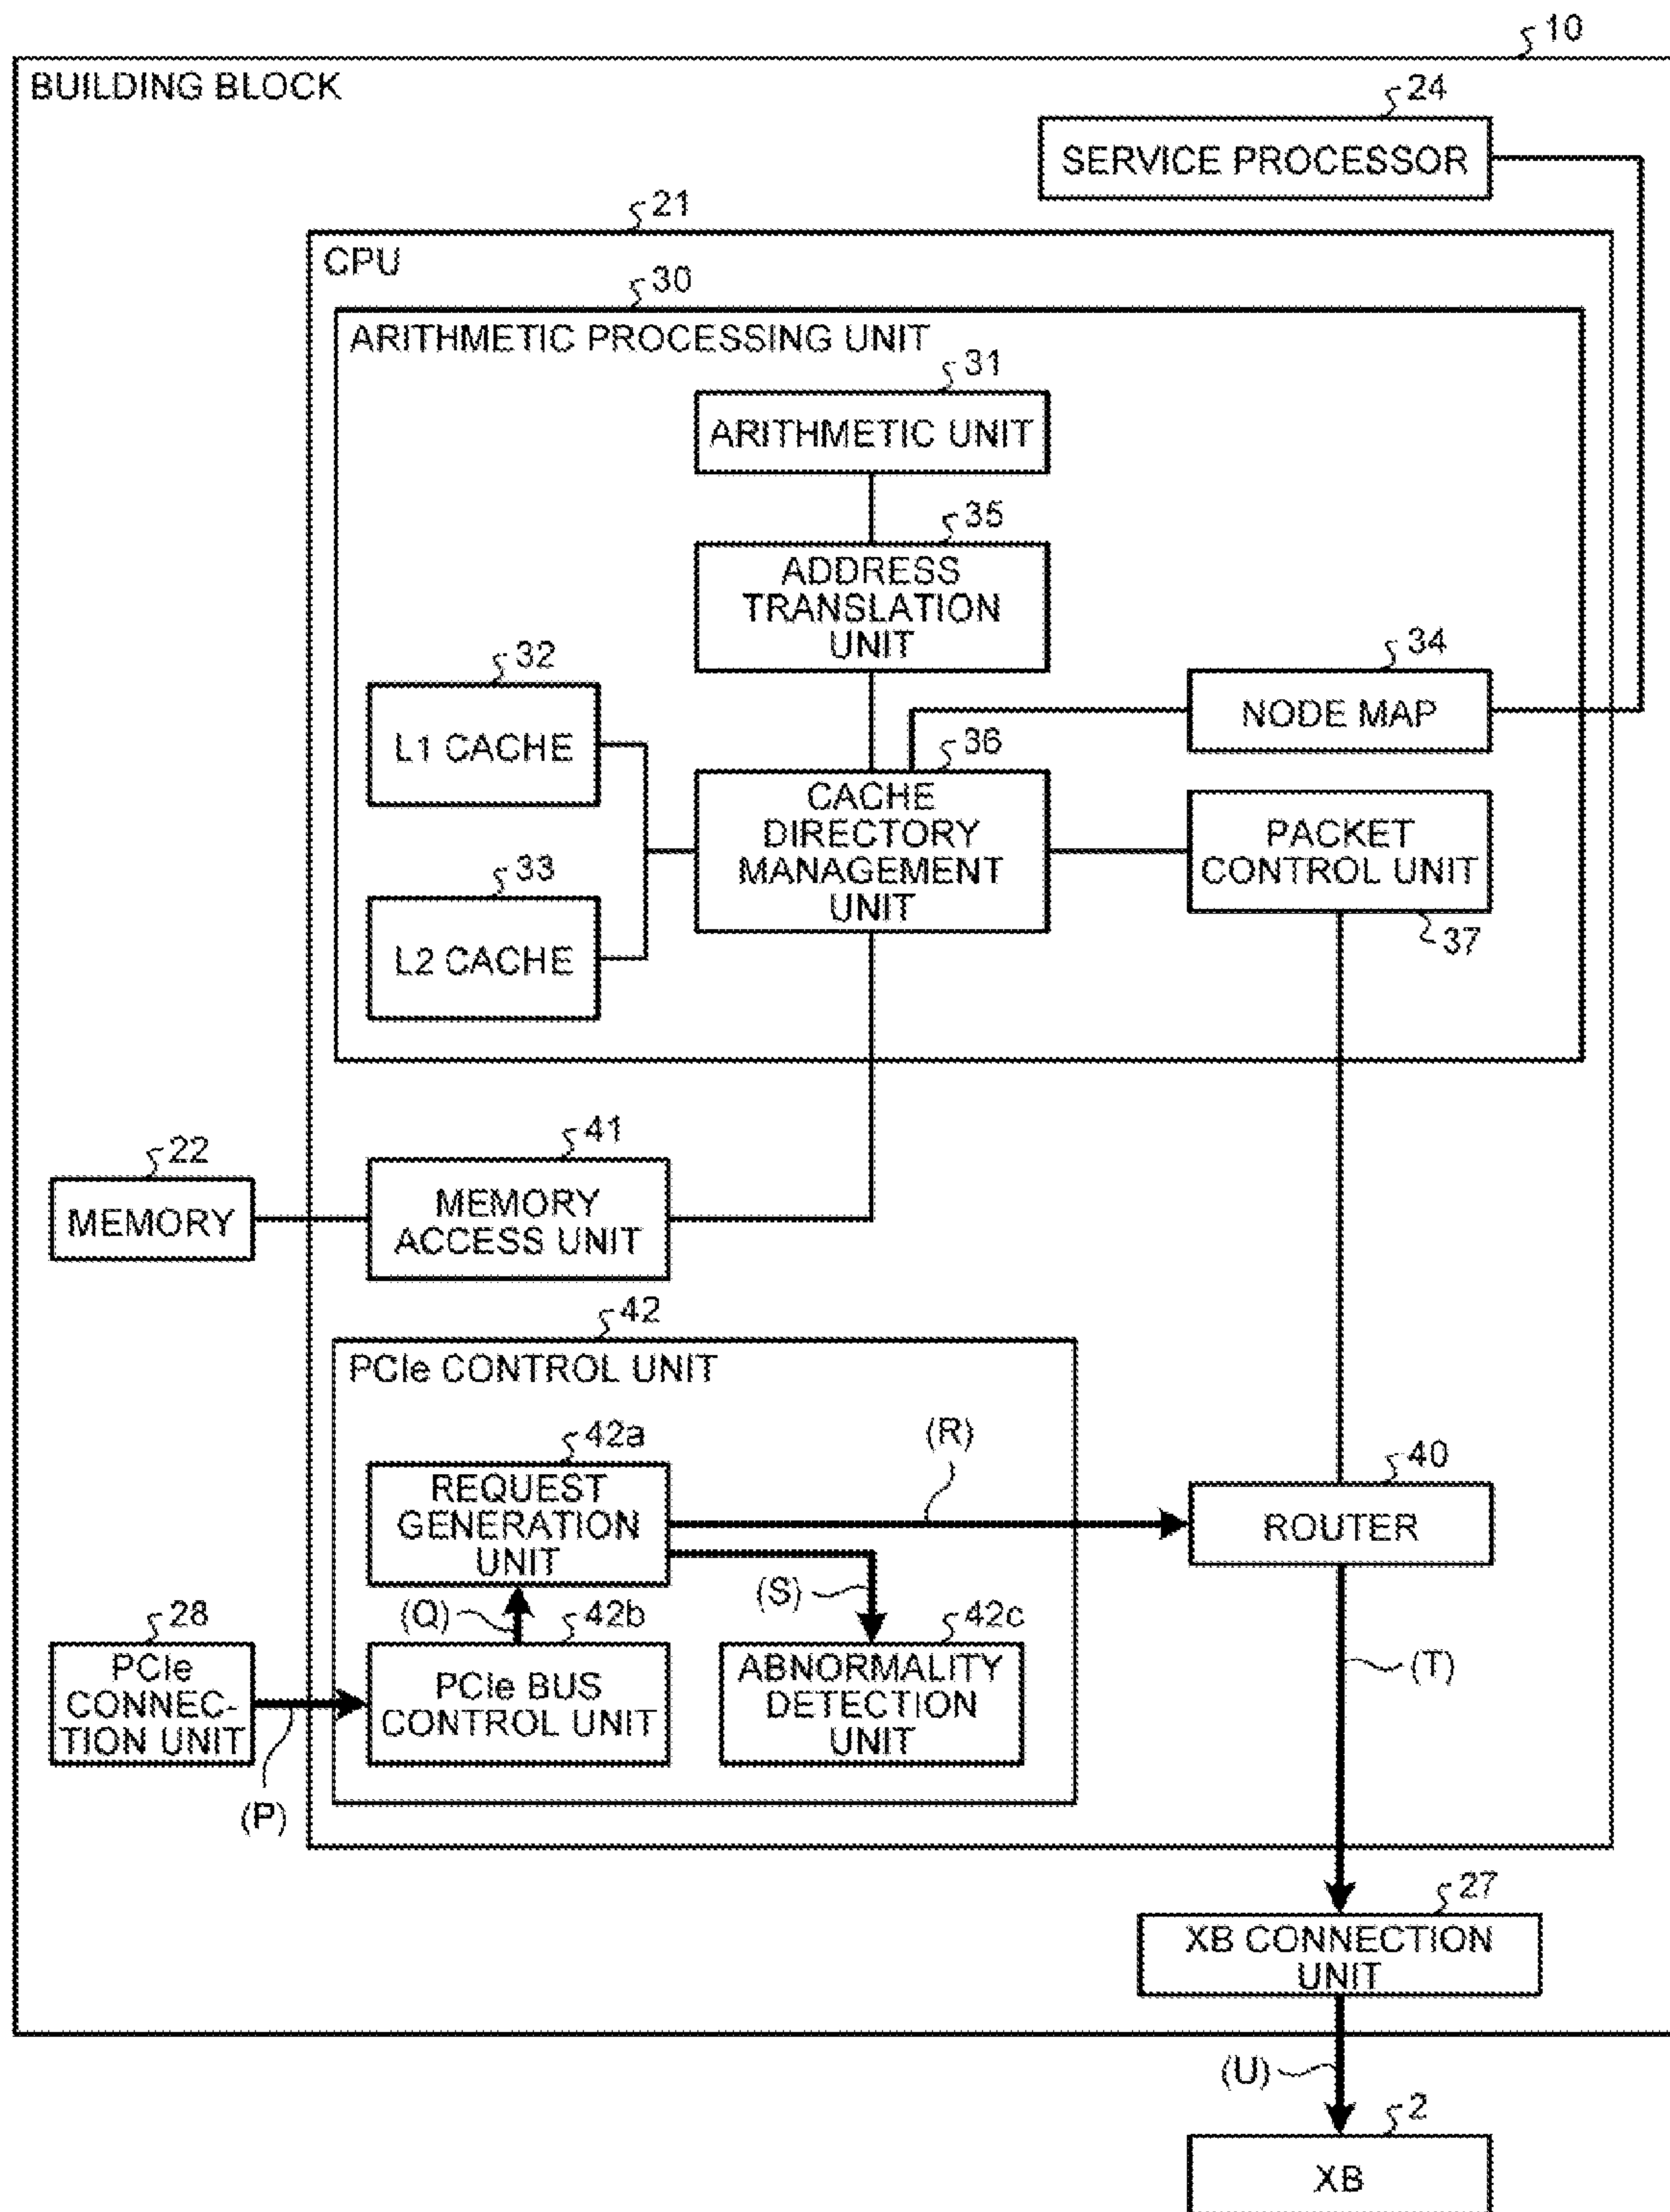 10
BUILDING BLOCK
24
SERVICE PROCESSOR
21
CPU
30
ARITHMETIC PROCESSING UNIT
31
ARITHMETIC UNIT
35
ADDRESS
TRANSLATION
UNIT
32
L1 CACHE
34
NODE MAP
36
CACHE
DIRECTORY
MANAGEMENT
UNIT
PACKET
CONTROL UNIT
37
33
L2 CACHE
41
MEMORY
ACCESS UNIT
22
MEMORY
42
PCIe CONTROL UNIT
42a
REQUEST
GENERATION
UNIT
(R)
40
ROUTER
(S)
(Q)
42b
PCIe BUS
CONTROL UNIT
42c
ABNORMALITY
DETECTION
UNIT
28
PCIe
CONNEC-
TION UNIT
(P)
(T)
27
XB CONNECTION
UNIT
(U)
2
XB